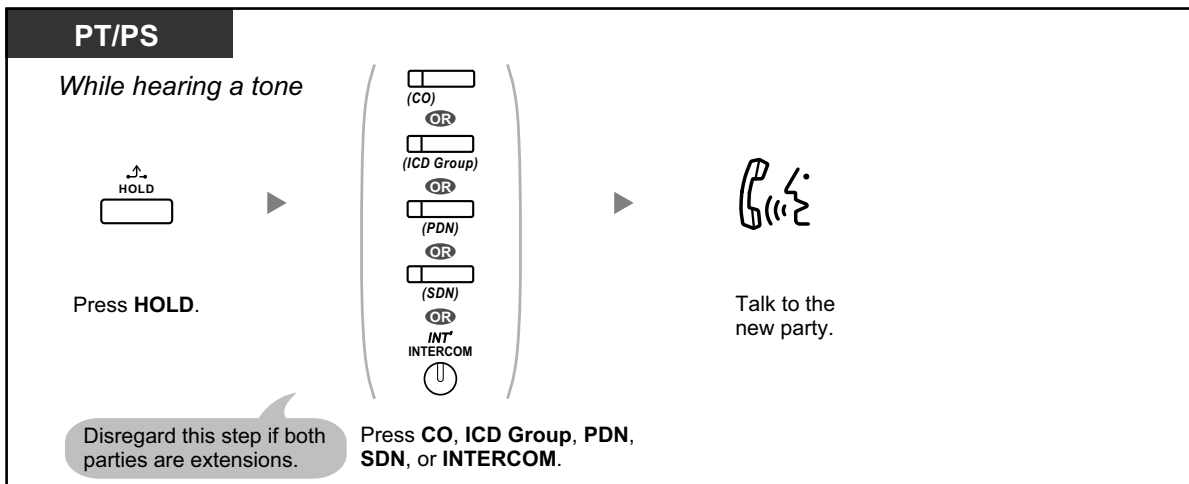 PT/PS
While hearing a tone
HOLD
Press HOLD.
(CO)
OR
(ICD Group)
OR
(PDN)
OR
(SDN)
OR
INT'
INTERCOM
Disregard this step if both
parties are extensions.
Press CO, ICD Group, PDN,
SDN, or INTERCOM.
Talk to the
new party.